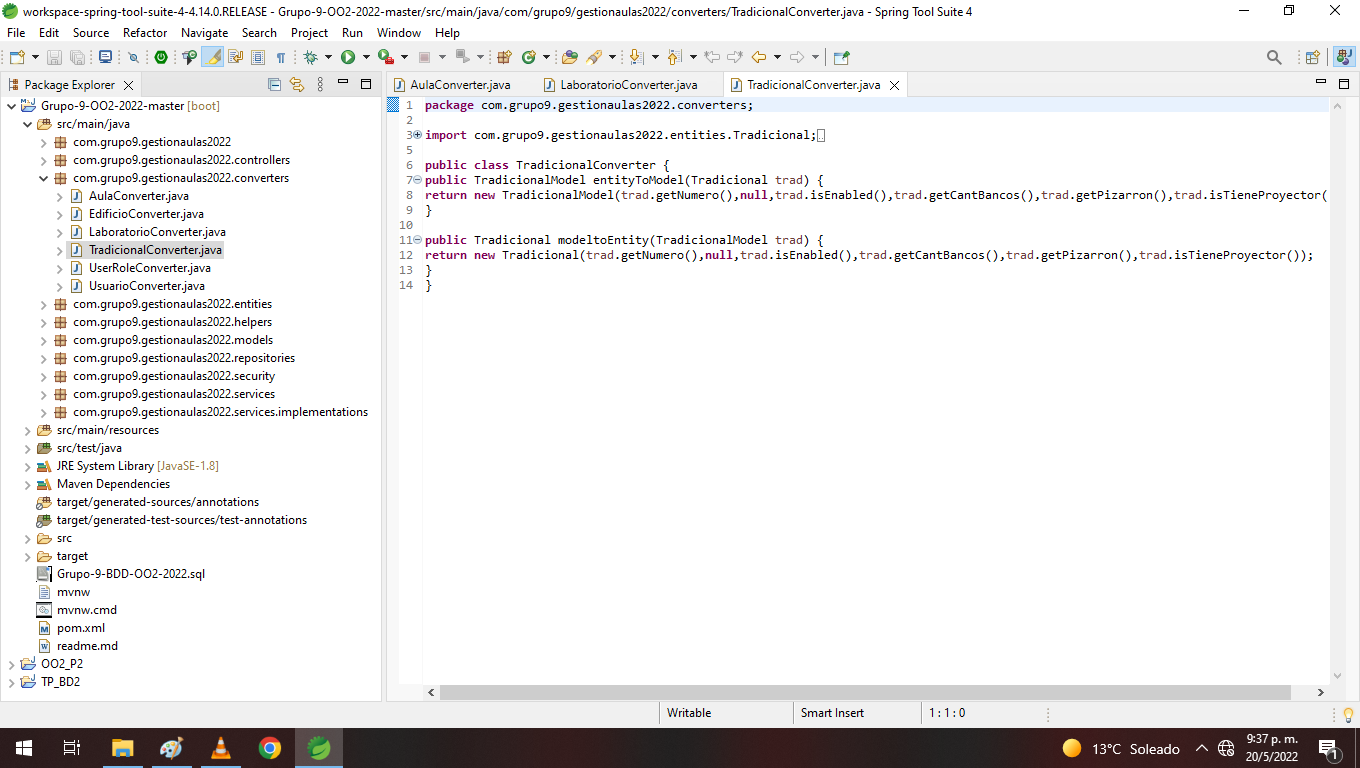 workspace-spring-tool-suite-4-4.14.0.RELEASE - Grupo-9-OO2-2022-master/src/main/java/com/grupo9/gestionaulas2022/converters/TradicionalConverter.java - Spring Tool Suite 4
File Edit Source Refactor Navigate Search Project Run Window Help
Package Explorer
AulaConverter.java LaboratorioConverter.java TradicionalConverter.java
Grupo-9-OO2-2022-master [boot]
src/main/java
com.grupo9.gestionaulas2022
com.grupo9.gestionaulas2022.controllers
com.grupo9.gestionaulas2022.converters
AulaConverter.java
EdificioConverter.java
LaboratorioConverter.java
TradicionalConverter.java
UserRoleConverter.java
UsuarioConverter.java
com.grupo9.gestionaulas2022.entities
com.grupo9.gestionaulas2022.helpers
com.grupo9.gestionaulas2022.models
com.grupo9.gestionaulas2022.repositories
com.grupo9.gestionaulas2022.security
com.grupo9.gestionaulas2022.services
com.grupo9.gestionaulas2022.services.implementations
src/main/resources
src/test/java
JRE System Library [JavaSE-1.8]
Maven Dependencies
target/generated-sources/annotations
target/generated-test-sources/test-annotations
src
target
Grupo-9-BDD-OO2-2022.sql
mvnw
mvnw.cmd
pom.xml
readme.md
OO2_P2
TP_BD2
1 package com.grupo9.gestionaulas2022.converters;
2
3 import com.grupo9.gestionaulas2022.entities.Tradicional;
5
6 public class TradicionalConverter {
7 public TradicionalModel entityToModel(Tradicional trad) {
8 return new TradicionalModel(trad.getNumero(),null,trad.isEnabled(),trad.getCantBancos(),trad.getPizarron(),trad.isTieneProyector(
9 }
10
11 public Tradicional modeltoEntity(TradicionalModel trad) {
12 return new Tradicional(trad.getNumero(),null,trad.isEnabled(),trad.getCantBancos(),trad.getPizarron(),trad.isTieneProyector());
13 }
14 }
Writable Smart Insert 1 : 1 : 0
13°C Soleado
9:37 p. m.
20/5/2022
1